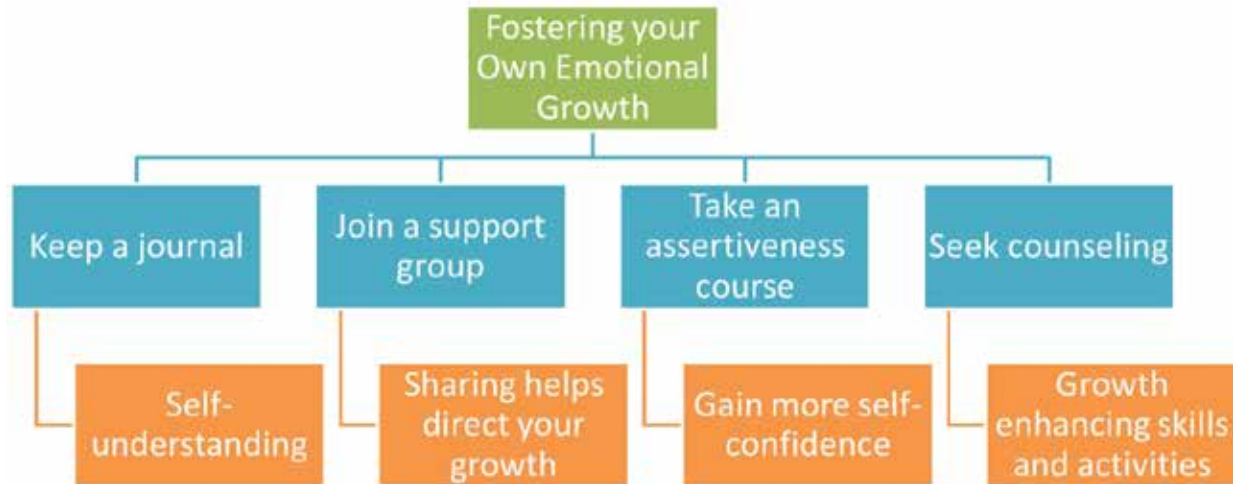 Fostering your
Own Emotional
Growth
Keep a journal
Join a support
group
Take an
assertiveness
course
Seek counseling
Self-
understanding
Sharing helps
direct your
growth
Gain more self-
confidence
Growth
enhancing skills
and activities